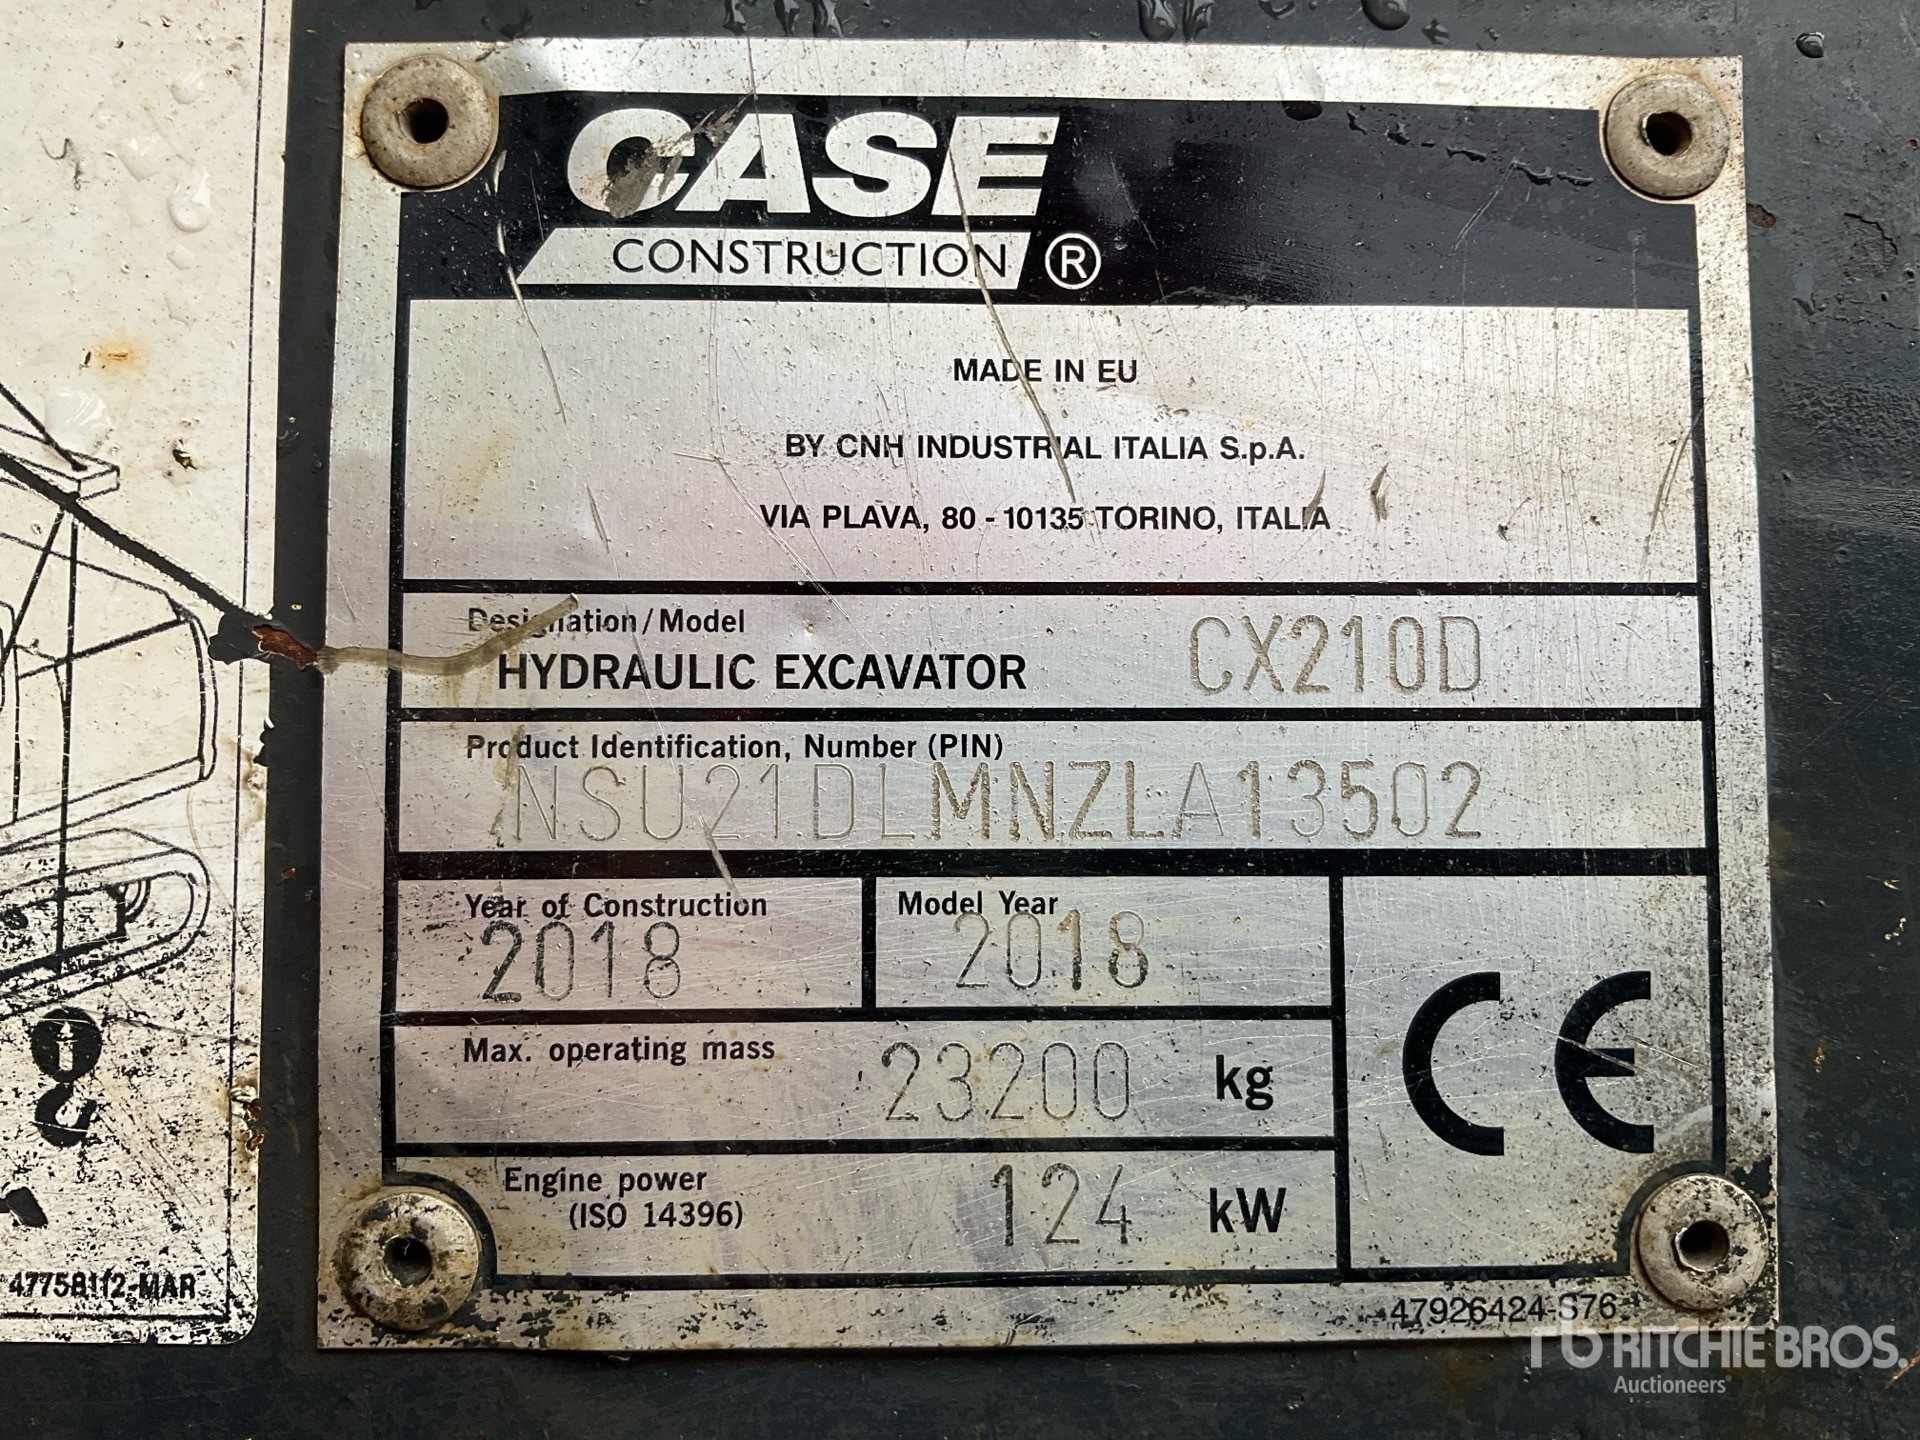 CASE
CONSTRUCTION ®
MADE IN EU
BY CNH INDUSTRIAL ITALIA S.p.A.
VIA PLAVA, 80 - 10135 TORINO, ITALIA
Designation / Model
HYDRAULIC EXCAVATOR CX210D
Product Identification, Number (PIN)
NSU21DLMNZLA13502
Year of Construction Model Year
2018 2018
Max. operating mass 23200 kg
CE
Engine power
(ISO 14396) 124 kW
47926424-S76
RITCHIE BROS.
Auctioneers